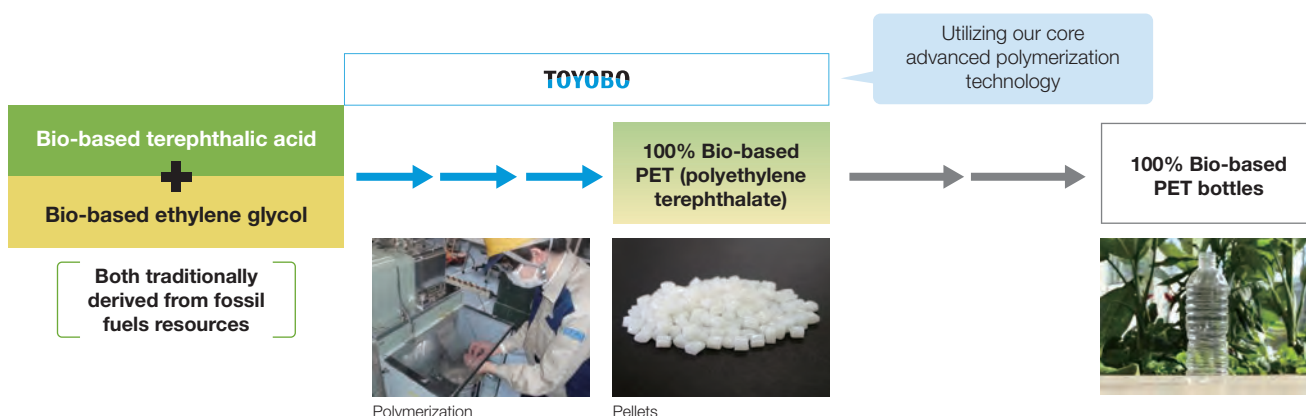 Utilizing our core
advanced polymerization
technology
TOYOBO
Bio-based terephthalic acid
Bio-based ethylene glycol
100% Bio-based
PET (polyethylene
terephthalate)
100% Bio-based
PET bottles
Both traditionally
derived from fossil
fuels resources
Polymerization
Pellets